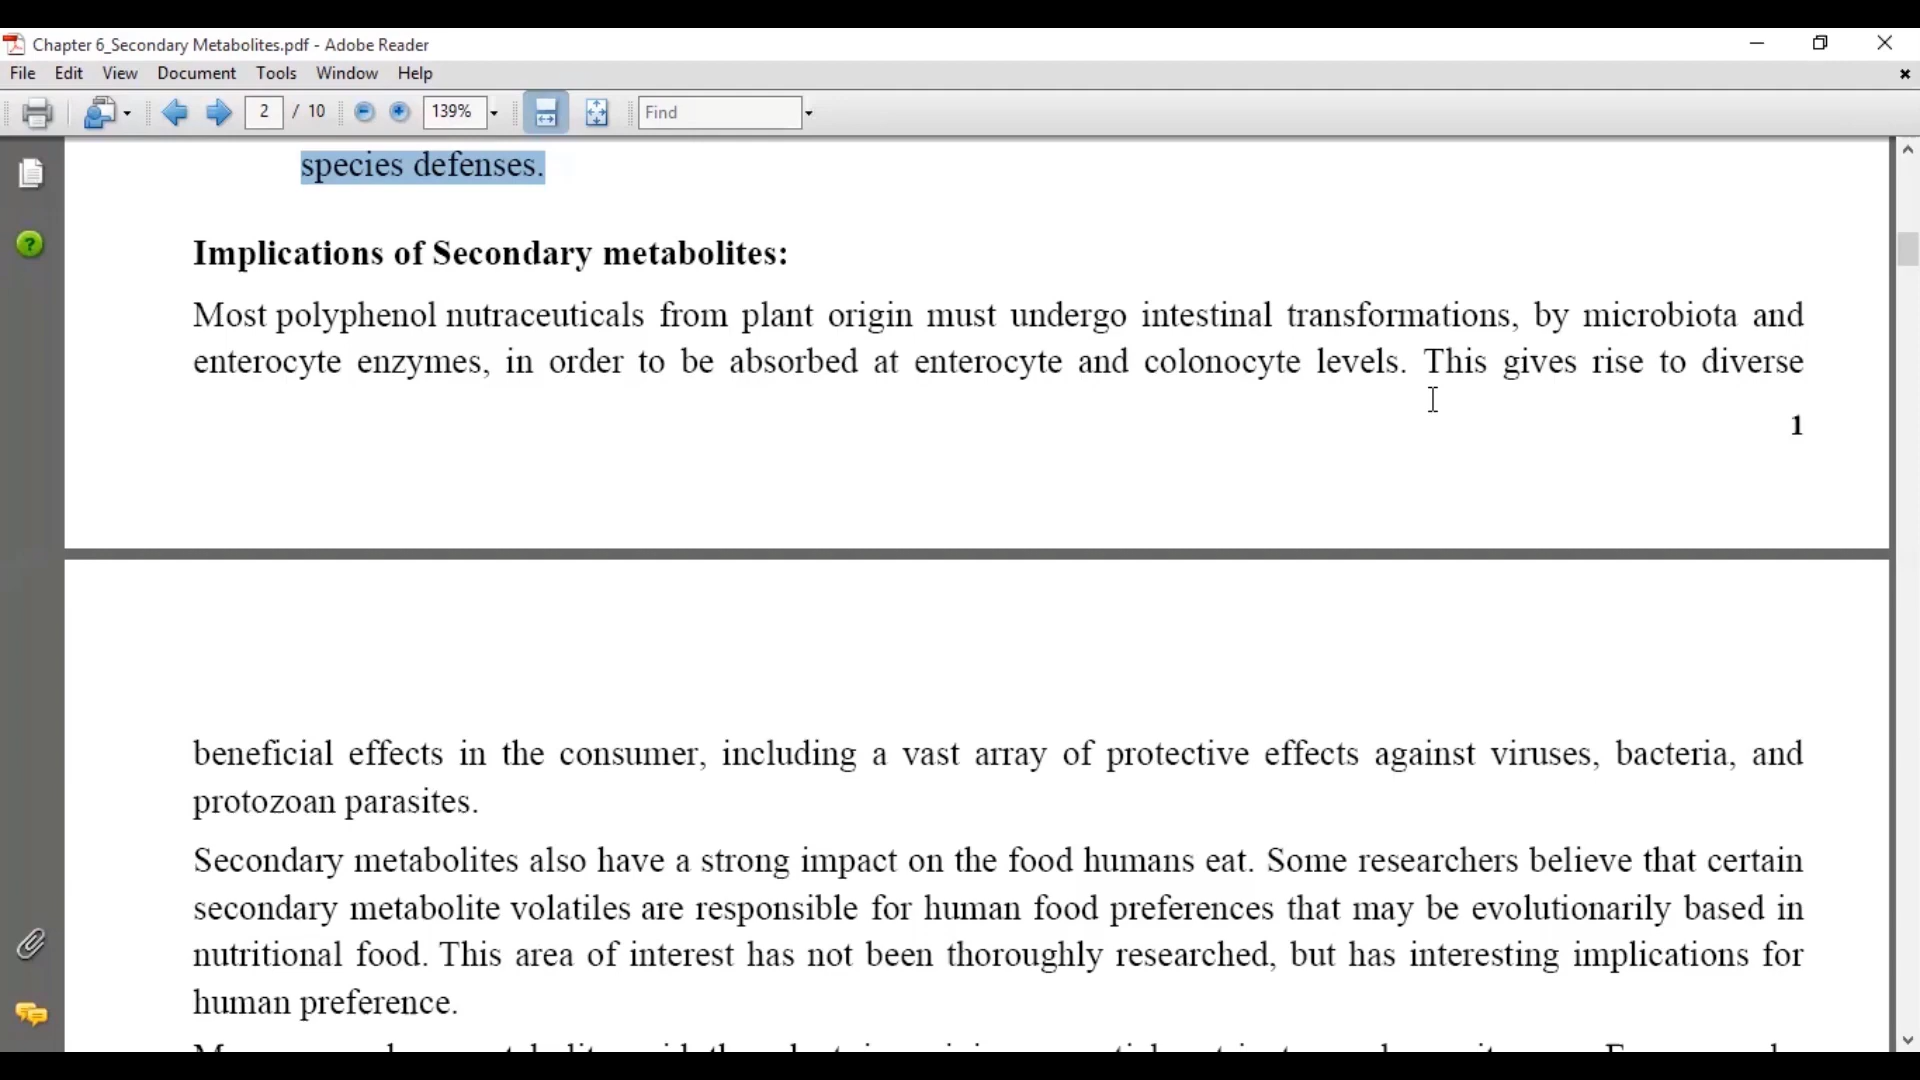 Chapter 6_Secondary Metabolites.pdf - Adobe Reader
File Edit View Document Tools Window Help
2 / 10 139% Find
species defenses.
Implications of Secondary metabolites:
Most polyphenol nutraceuticals from plant origin must undergo intestinal transformations, by microbiota and
enterocyte enzymes, in order to be absorbed at enterocyte and colonocyte levels. This gives rise to diverse
1
beneficial effects in the consumer, including a vast array of protective effects against viruses, bacteria, and
protozoan parasites.
Secondary metabolites also have a strong impact on the food humans eat. Some researchers believe that certain
secondary metabolite volatiles are responsible for human food preferences that may be evolutionarily based in
nutritional food. This area of interest has not been thoroughly researched, but has interesting implications for
human preference.